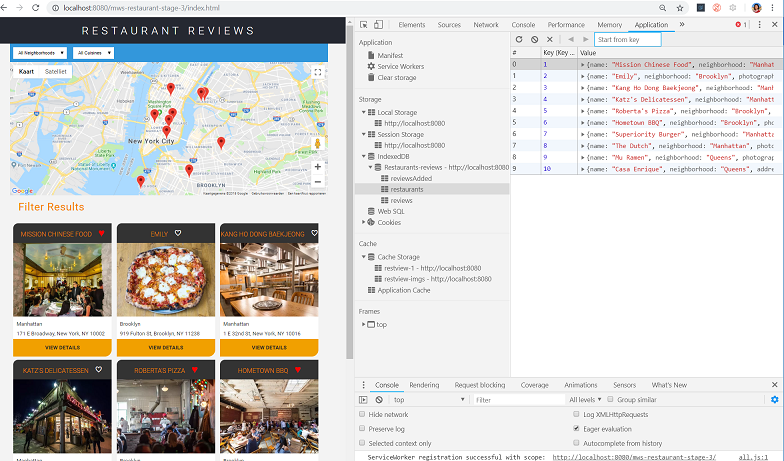 localhost:8080/mws-restaurant-stage-3/index.html
RESTAURANT REVIEWS
All Neighborhoods
All Cuisines
Kaart
Satelliet
New York City
BROOKLYN
Google
Filter Results
MISSION CHINESE FOOD
EMILY
KANG HO DONG BAEKJEONG
Manhattan
171 E Broadway, New York, NY 10002
VIEW DETAILS
Brooklyn
919 Fulton St, Brooklyn, NY 11238
VIEW DETAILS
Manhattan
1 E 32nd St, New York, NY 10016
VIEW DETAILS
KATZ'S DELICATESSEN
ROBERTA'S PIZZA
HOMETOWN BBQ
Elements
Sources
Network
Console
Performance
Memory
Application
»
1
Application
Manifest
Service Workers
Clear storage
Storage
Local Storage
http://localhost:8080
Session Storage
http://localhost:8080
IndexedDB
Restaurants-reviews - http://localhost:8080
reviewsAdded
restaurants
reviews
Web SQL
Cookies
Cache
Cache Storage
restview-1 - http://localhost:8080
restview-imgs - http://localhost:8080
Application Cache
Frames
top
Start from key
# Key (Key ... Value
0 1 {name: "Mission Chinese Food", neighborhood: "Manhat
1 2 {name: "Emily", neighborhood: "Brooklyn", photograp
2 3 {name: "Kang Ho Dong Baekjeong", neighborhood: "Manh
3 4 {name: "Katz's Delicatessen", neighborhood: "Manhatt
4 5 {name: "Roberta's Pizza", neighborhood: "Brooklyn",
5 6 {name: "Hometown BBQ", neighborhood: "Brooklyn", pho
6 7 {name: "Superiority Burger", neighborhood: "Manhatta
7 8 {name: "The Dutch", neighborhood: "Manhattan", photo
8 9 {name: "Mu Ramen", neighborhood: "Queens", photograp
9 10 {name: "Casa Enrique", neighborhood: "Queens", addre
Console
Rendering
Request blocking
Coverage
Animations
Sensors
What's New
top
Filter
All levels
Group similar
Hide network
Log XMLHttpRequests
Preserve log
Eager evaluation
Selected context only
Autocomplete from history
ServiceWorker registration successful with scope: http://localhost:8080/mws-restaurant-stage-3/
all.js:1